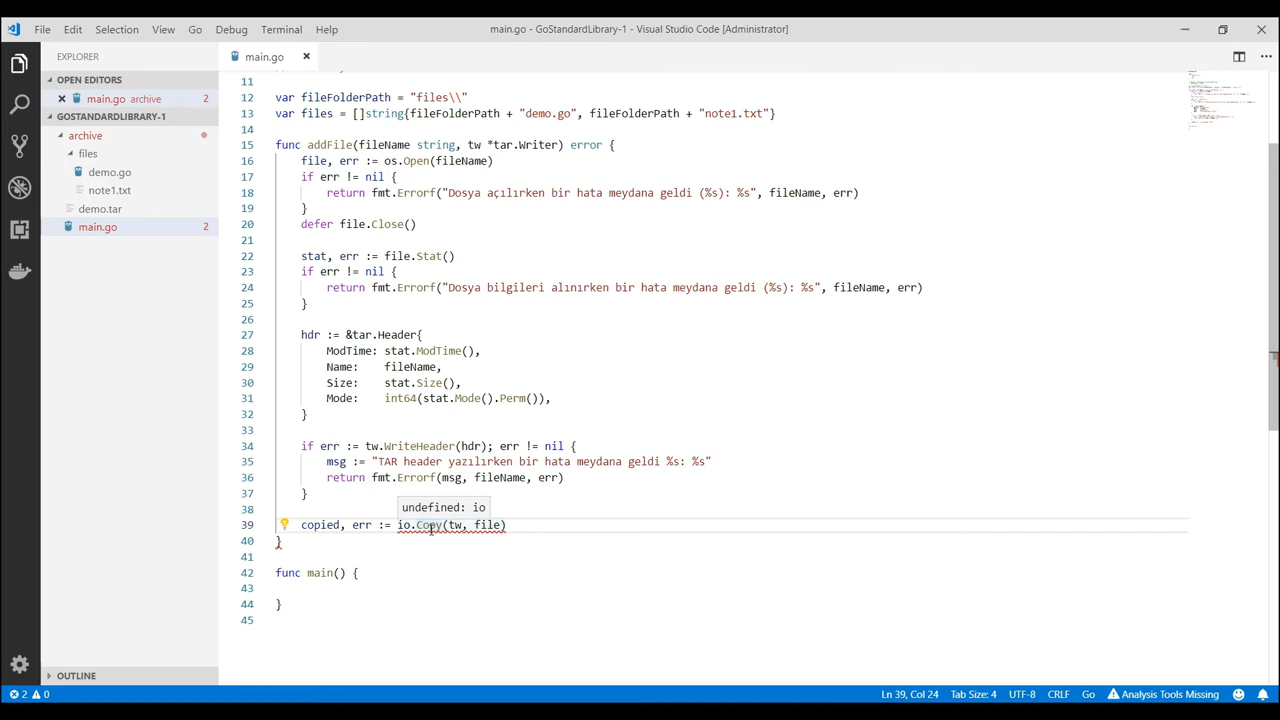 File Edit Selection View Go Debug Terminal Help
main.go - GoStandardLibrary-1 - Visual Studio Code [Administrator]
EXPLORER
OPEN EDITORS
main.go archive 2
GOSTANDARDLIBRARY-1
archive
files
demo.go
note1.txt
demo.tar
main.go 2
OUTLINE
main.go
11
12 var fileFolderPath = "files\\"
13 var files = []string{fileFolderPath + "demo.go", fileFolderPath + "note1.txt"}
14
15 func addFile(fileName string, tw *tar.Writer) error {
16 file, err := os.Open(fileName)
17 if err != nil {
18 return fmt.Errorf("Dosya açılırken bir hata meydana geldi (%s): %s", fileName, err)
19 }
20 defer file.Close()
21
22 stat, err := file.Stat()
23 if err != nil {
24 return fmt.Errorf("Dosya bilgileri alınırken bir hata meydana geldi (%s): %s", fileName, err)
25 }
26
27 hdr := &tar.Header{
28 ModTime: stat.ModTime(),
29 Name: fileName,
30 Size: stat.Size(),
31 Mode: int64(stat.Mode().Perm()),
32 }
33
34 if err := tw.WriteHeader(hdr); err != nil {
35 msg := "TAR header yazılırken bir hata meydana geldi %s: %s"
36 return fmt.Errorf(msg, fileName, err)
37 }
38
undefined: io
39 copied, err := io.Copy(tw, file)
40 }
41
42 func main() {
43
44 }
45
2 0 Ln 39, Col 24 Tab Size: 4 UTF-8 CRLF Go Analysis Tools Missing